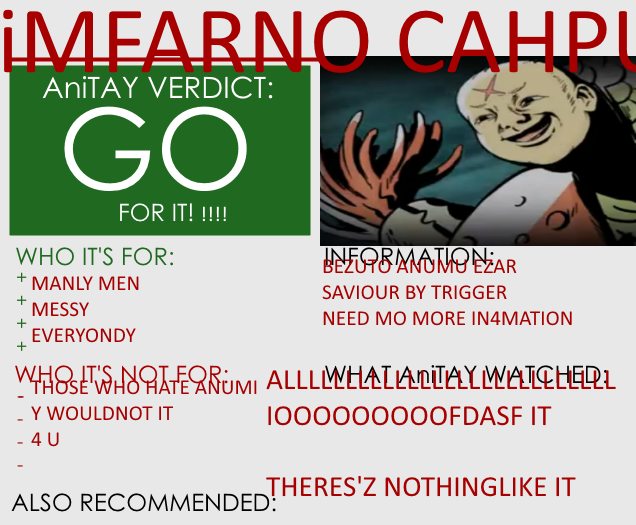 iMFARNO CAHPU
AniTAY VERDICT:
GO
FOR IT! !!!!
WHO IT'S FOR:
+ MANLY MEN
+ MESSY
+ EVERYONDY
+
INFORMATION:
BEZUTO ANUMU EZAR
SAVIOUR BY TRIGGER
NEED MO MORE IN4MATION
WHO IT'S NOT FOR:
- THOSE WHO HATE ANUMI
- Y WOULDNOT IT
- 4 U
-
WHAT AniTAY WATCHED:
IOOOOOOOOOFDASF IT
THERES'Z NOTHINGLIKE IT
ALSO RECOMMENDED: